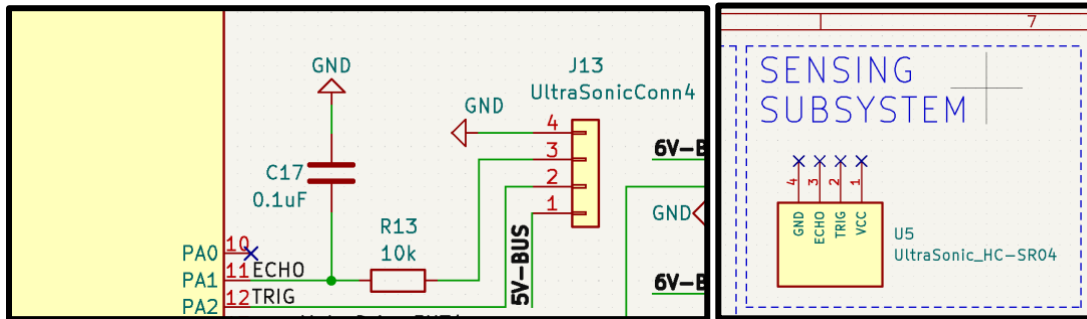 GND
C17
0.1uF
R13
10k
PA0
10
PA1
11
ECHO
PA2
12
TRIG
J13
UltraSonicConn4
GND
4
3
2
1
5V-BUS
6V-B
GND
6V-B
7
SENSING
SUBSYSTEM
4
3
2
1
GND
ECHO
TRIG
VCC
U5
UltraSonic_HC-SR04